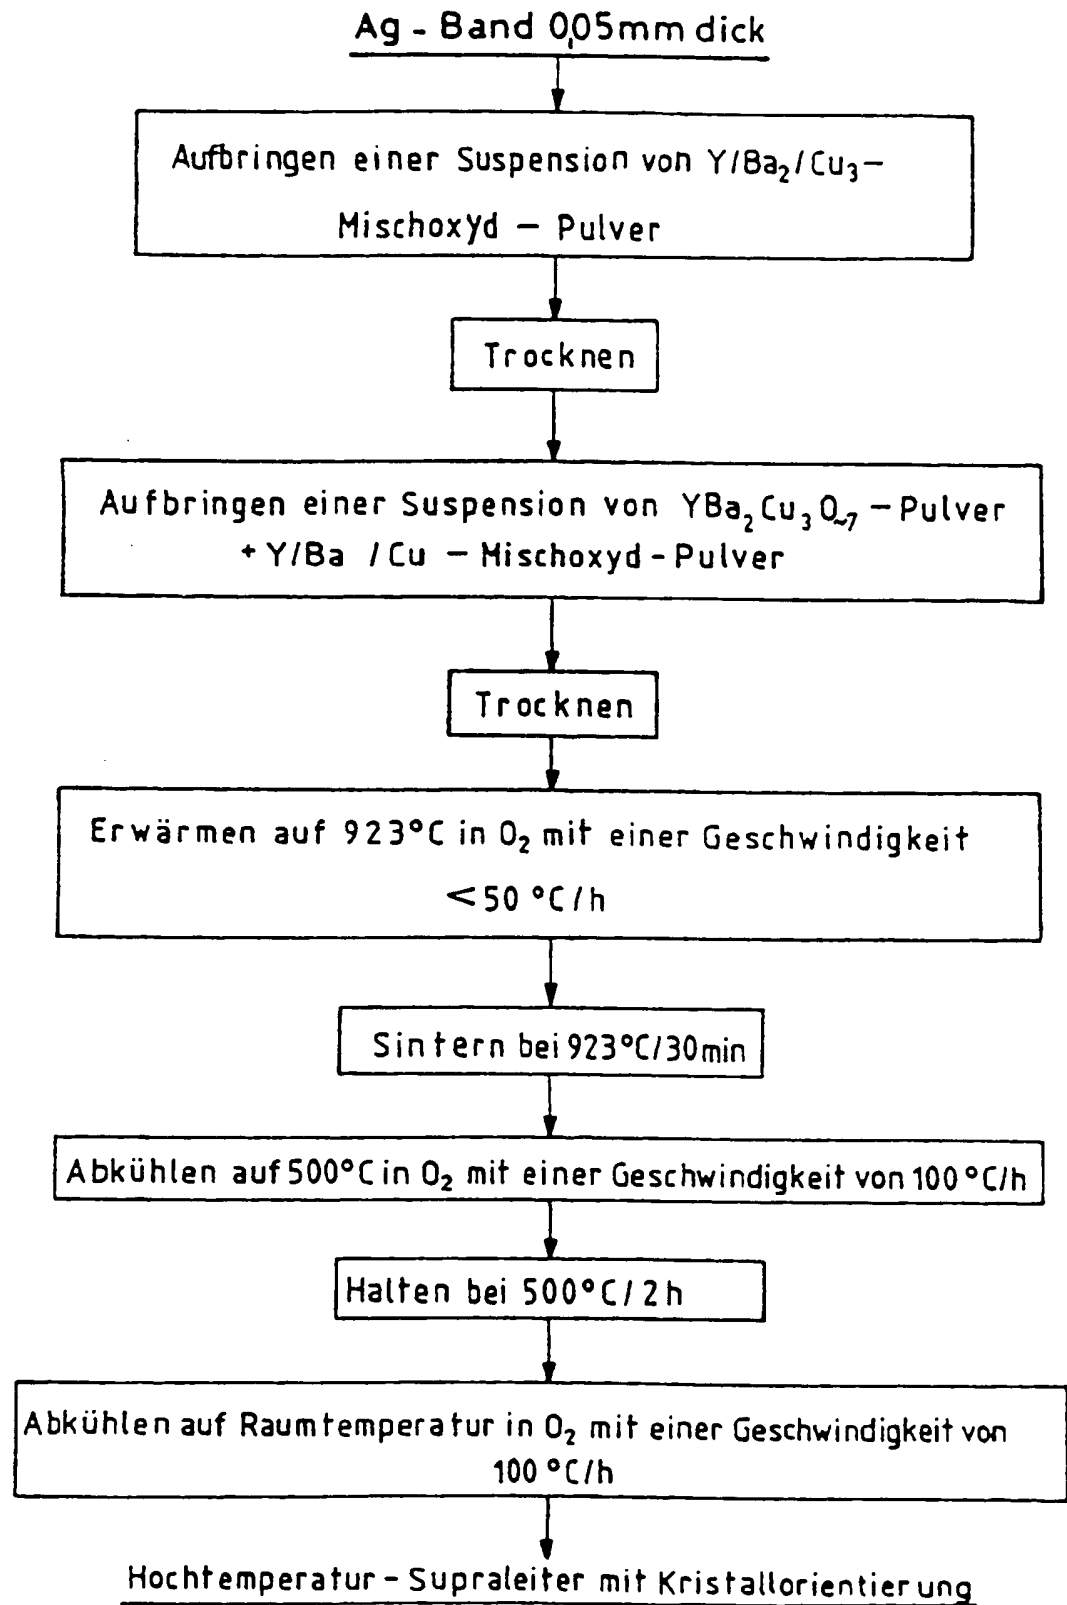 Ag - Band 0,05mm dick
Aufbringen einer Suspension von Y/Ba₂/Cu₃ –
Mischoxyd – Pulver
Trocknen
Aufbringen einer Suspension von YBa₂Cu₃O~₇ – Pulver
+ Y/Ba /Cu – Mischoxyd - Pulver
Trocknen
Erwärmen auf 923°C in O₂ mit einer Geschwindigkeit
<50 °C/h
Sintern bei 923°C/30min
Abkühlen auf 500°C in O₂ mit einer Geschwindigkeit von 100°C/h
Halten bei 500°C/2h
Abkühlen auf Raumtemperatur in O₂ mit einer Geschwindigkeit von
100°C/h
Hochtemperatur - Supraleiter mit Kristallorientierung